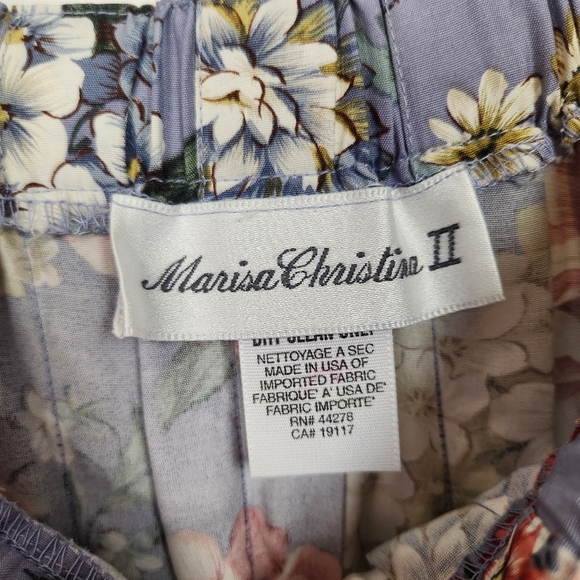 Marisa Christina II
DRY CLEAN ONLY
NETTOYAGE A SEC
MADE IN USA OF
IMPORTED FABRIC
FABRIQUE' A' USA DE'
FABRIC IMPORTE'
RN# 44278
CA# 19117